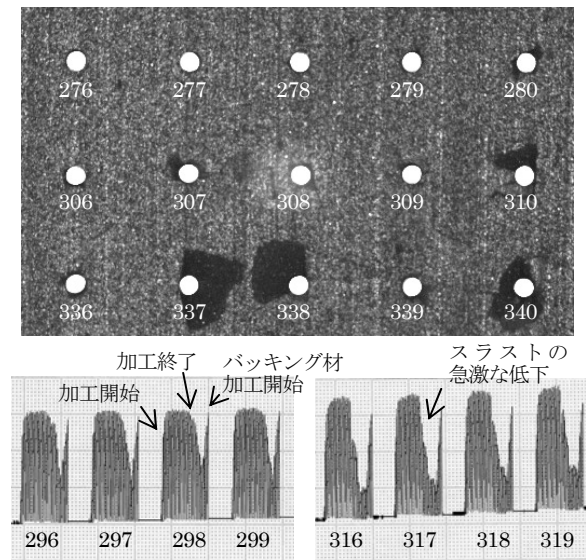 276 277 278 279 280
306 307 308 309 310
336 337 338 339 340
加工終了
バッキング材
加工開始
加工開始
スラストの
急激な低下
296 297 298 299
316 317 318 319